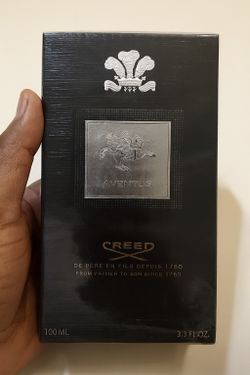 AVENTUS
CREED
DE PÈRE EN FILS DEPUIS 1760
FROM FATHER TO SON SINCE 1760
100 ML
3.3 FL.OZ.